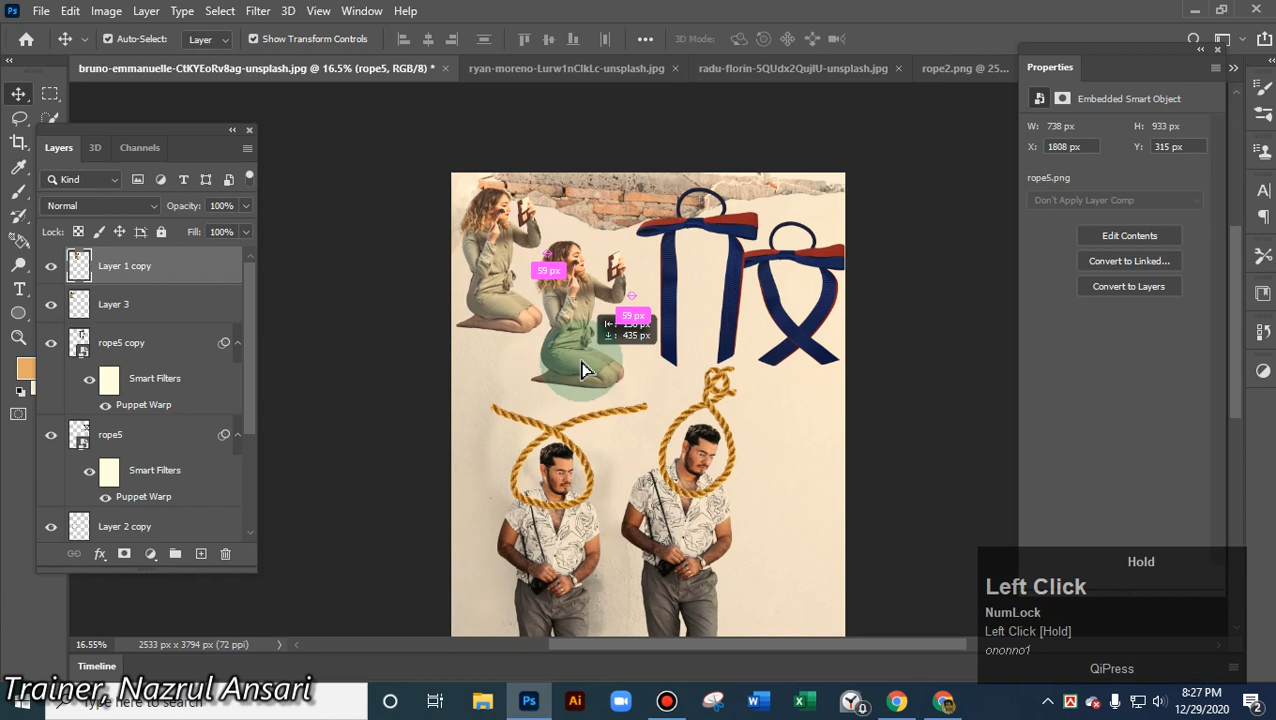 Ps File Edit Image Layer Type Select Filter 3D View Window Help
Auto-Select: Layer Show Transform Controls 3D Mode:
bruno-emmanuelle-CtKYEoRv8ag-unsplash.jpg @ 16.5% (rope5, RGB/8) * ryan-moreno-Lurw1nClkLc-unsplash.jpg radu-florin-5QUdx2QujlU-unsplash.jpg rope2.png @ 25...
Properties
Embedded Smart Object
W: 738 px H: 933 px
X: 1808 px Y: 315 px
rope5.png
Don't Apply Layer Comp
Edit Contents
Convert to Linked...
Convert to Layers
Layers 3D Channels
Kind
Normal Opacity: 100%
Lock: Fill: 100%
Layer 1 copy
Layer 3
rope5 copy
Smart Filters
Puppet Warp
rope5
Smart Filters
Puppet Warp
Layer 2 copy
59 px
59 px
435 px
Hold
Left Click
NumLock
Left Click [Hold]
ononno1
QiPress
16.55% 2533 px x 3794 px (72 ppi)
Timeline
Trainer, Nazrul Ansari
Type here to search
8:27 PM
12/29/2020